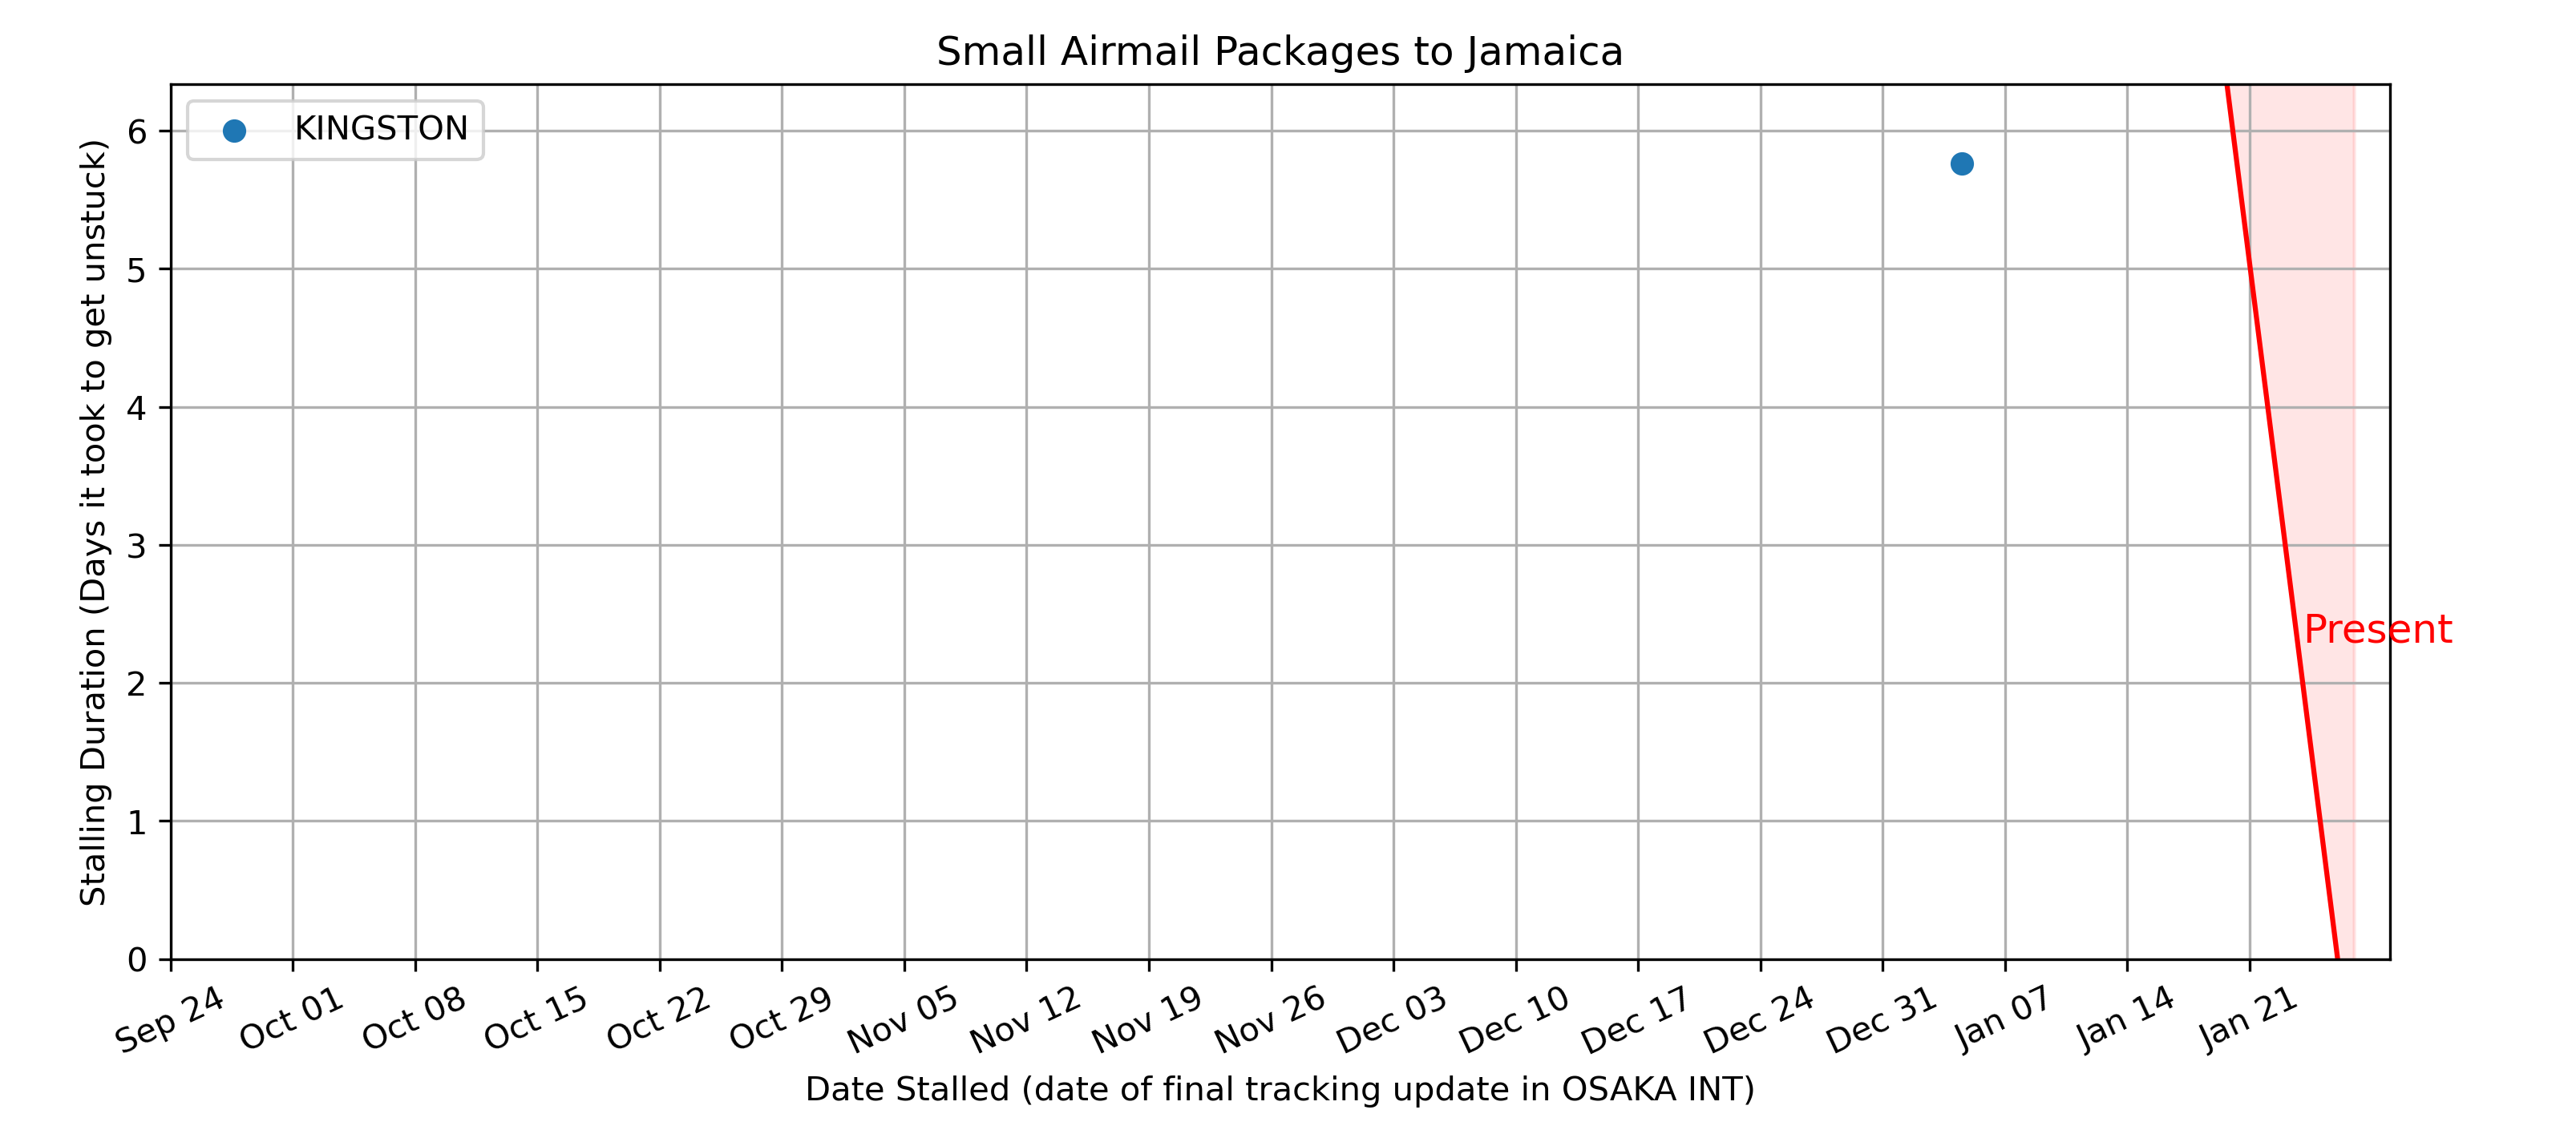 Small Airmail Packages to Jamaica
KINGSTON
Stalling Duration (Days it took to get unstuck)
6
5
4
3
2
1
0
Present
Sep 24 Oct 01 Oct 08 Oct 15 Oct 22 Oct 29 Nov 05 Nov 12 Nov 19 Nov 26 Dec 03 Dec 10 Dec 17 Dec 24 Dec 31 Jan 07 Jan 14 Jan 21
Date Stalled (date of final tracking update in OSAKA INT)